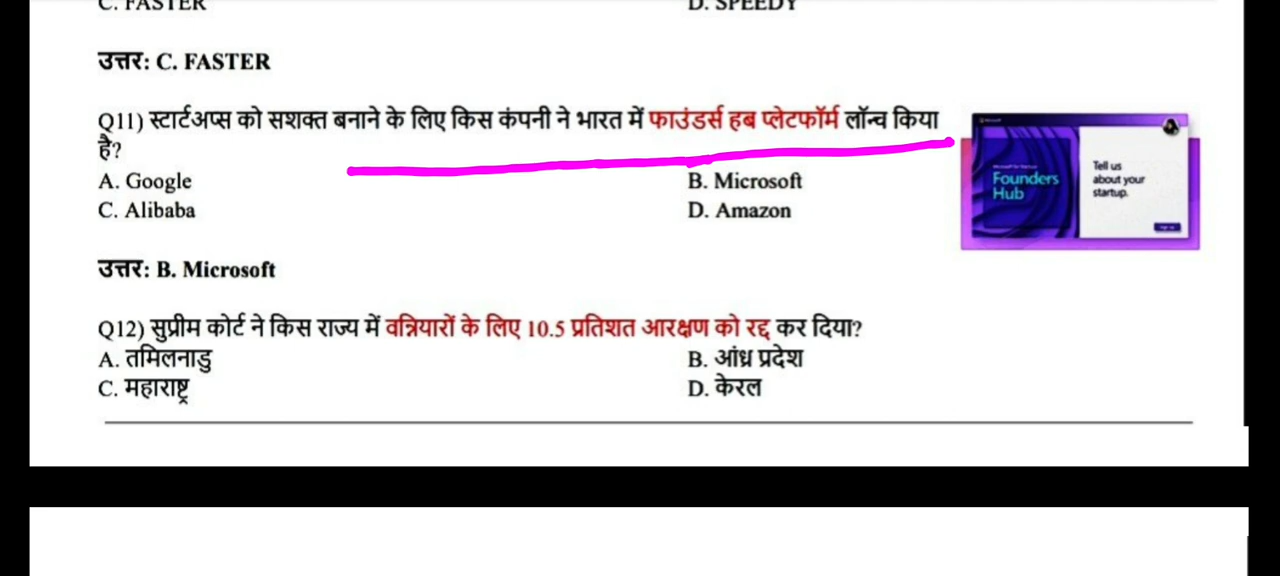 C. FASTER D. SPEEDY
उत्तर: C. FASTER
Q11) स्टार्टअप्स को सशक्त बनाने के लिए किस कंपनी ने भारत में फाउंडर्स हब प्लेटफॉर्म लॉन्च किया
है?
A. Google B. Microsoft
C. Alibaba D. Amazon
Founders
Hub
Tell us
about your
startup.
उत्तर: B. Microsoft
Q12) सुप्रीम कोर्ट ने किस राज्य में वन्नियारों के लिए 10.5 प्रतिशत आरक्षण को रद्द कर दिया?
A. तमिलनाडु B. आंध्र प्रदेश
C. महाराष्ट्र D. केरल